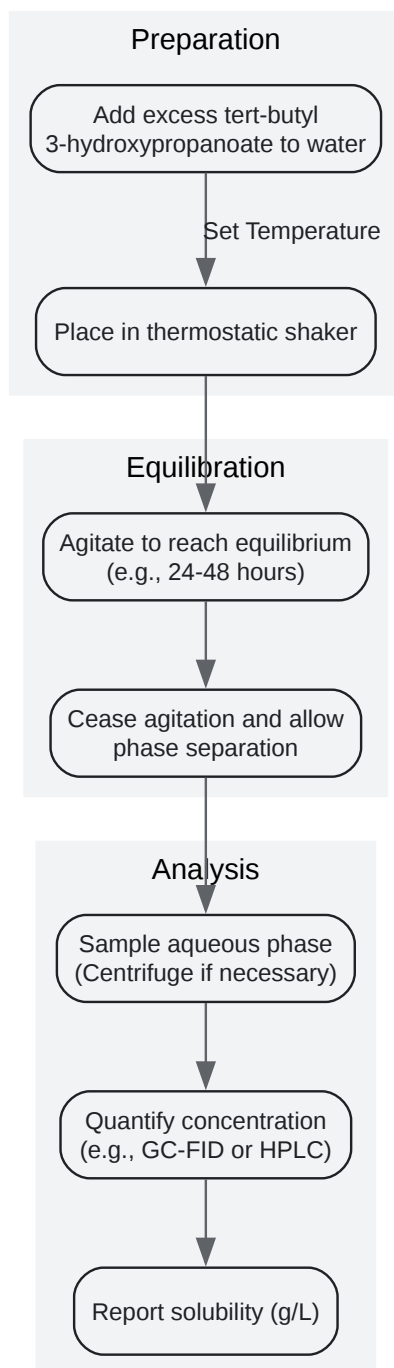 Preparation
Add excess tert-butyl
3-hydroxypropanoate to water
Set Temperature
Place in thermostatic shaker
Equilibration
Agitate to reach equilibrium
(e.g., 24-48 hours)
Cease agitation and allow
phase separation
Analysis
Sample aqueous phase
(Centrifuge if necessary)
Quantify concentration
(e.g., GC-FID or HPLC)
Report solubility (g/L)